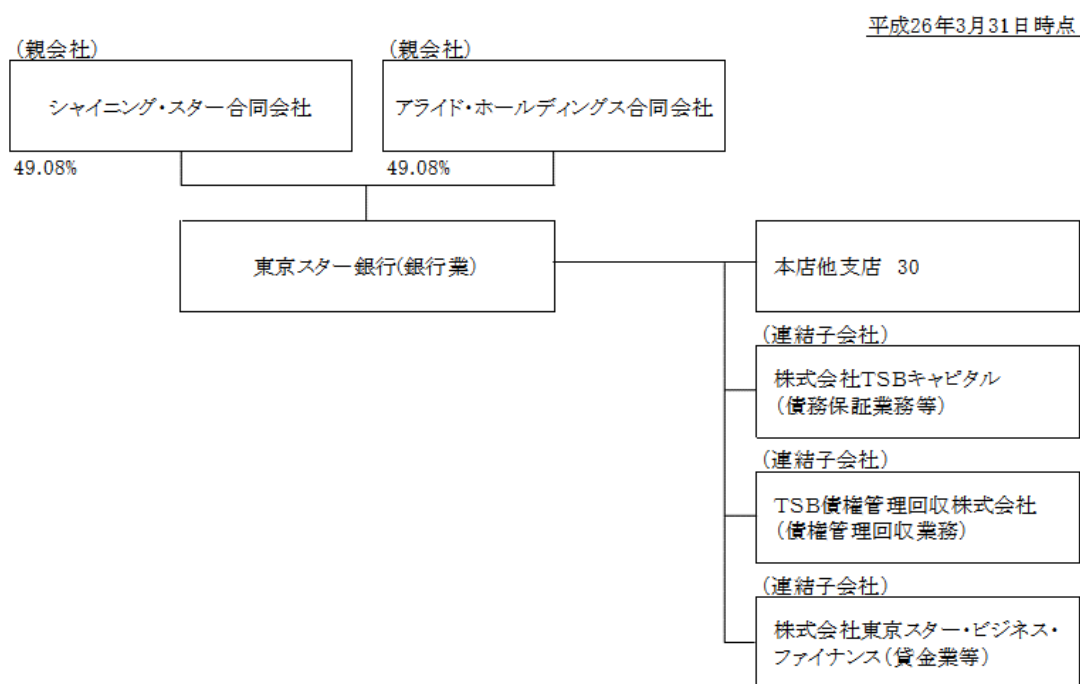 平成26年3月31日時点
(親会社)
(親会社)
シャイニング・スター合同会社
アライド・ホールディングス合同会社
49.08%
49.08%
東京スター銀行(銀行業)
本店他支店 30
(連結子会社)
株式会社TSBキャピタル
(債務保証業務等)
(連結子会社)
TSB債権管理回収株式会社
(債権管理回収業務)
(連結子会社)
株式会社東京スター・ビジネス・
ファイナンス(貸金業等)